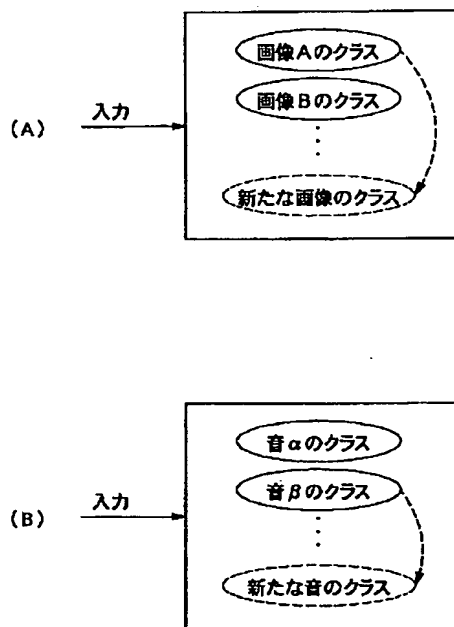 画像Aのクラス
入力
画像Bのクラス
(A)
新たな画像のクラス
音αのクラス
入力
音βのクラス
(B)
新たな音のクラス